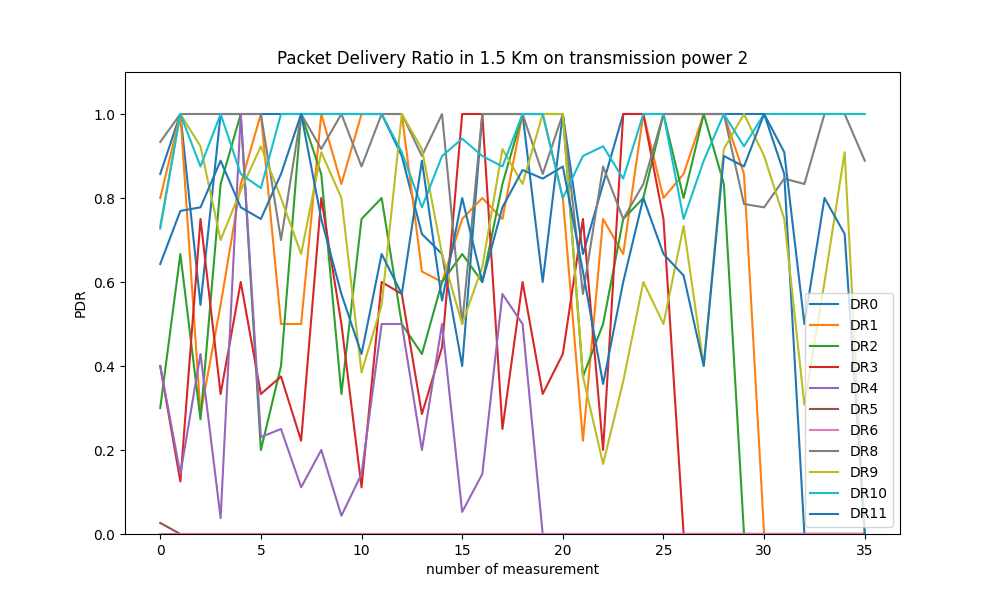 Packet Delivery Ratio in 1.5 Km on transmission power 2
PDR
1.0
0.8
0.6
0.4
0.2
0.0
0 5 10 15 20 25 30 35
number of measurement
DR0
DR1
DR2
DR3
DR4
DR5
DR6
DR8
DR9
DR10
DR11